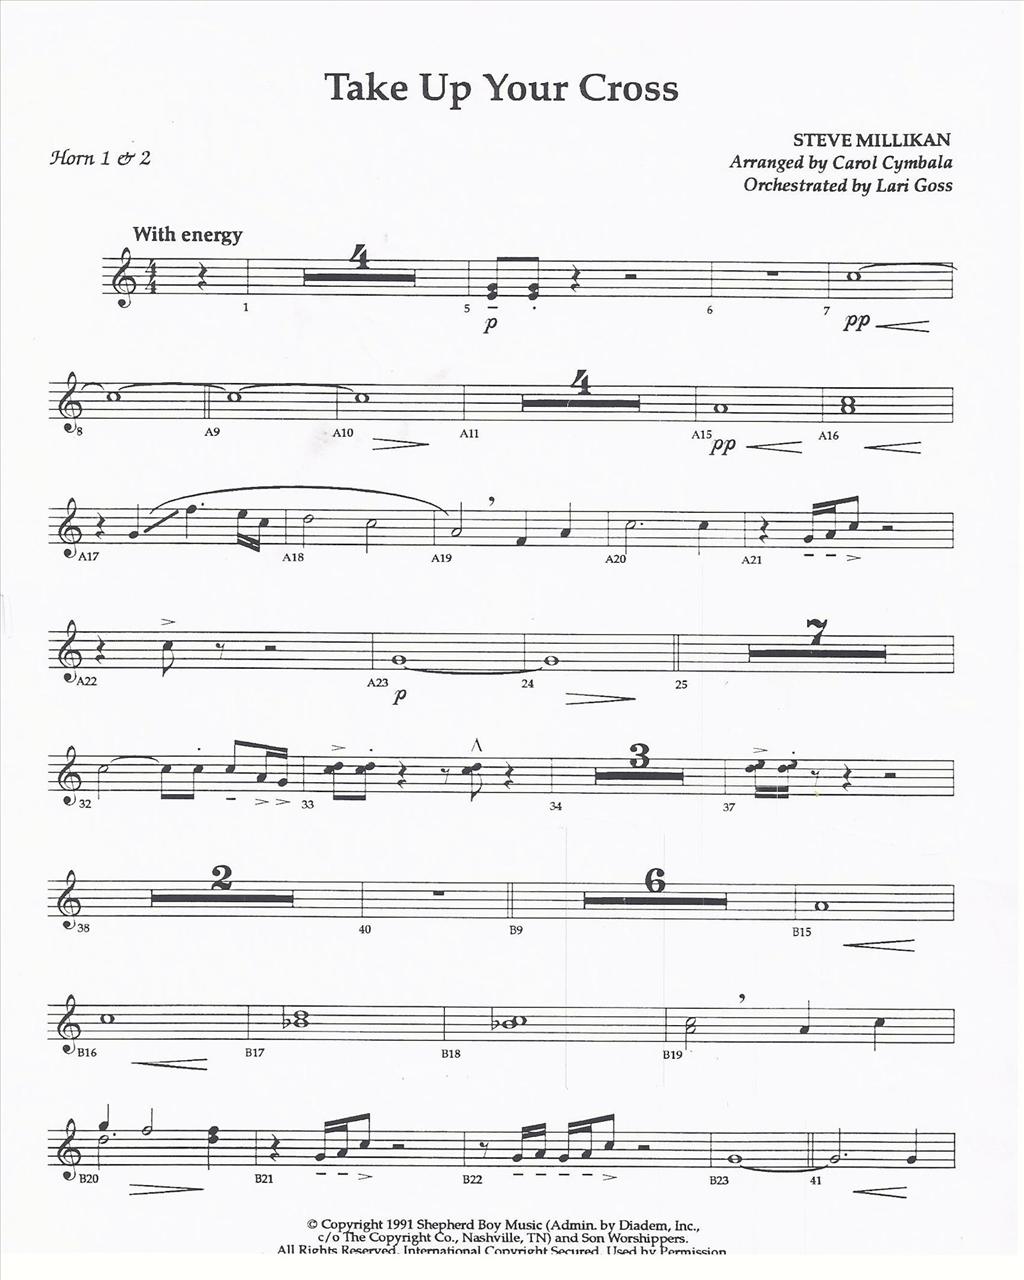 Take Up Your Cross
Horn 1 & 2
STEVE MILLIKAN
Arranged by Carol Cymbala
Orchestrated by Lari Goss
With energy
4
4 4
1 5 6 7
p pp
4
8 A9 A10 A11 A15 A16
pp
A17 A18 A19 A20 A21
7
A22 A23 24 25
p
3
32 33 34 37
2 6
38 40 B9 B15
B16 B17 B18 B19
B20 B21 B22 B23 41
© Copyright 1991 Shepherd Boy Music (Admin. by Diadem, Inc.,
c/o The Copyright Co., Nashville, TN) and Son Worshippers.
All Rights Reserved. International Copyright Secured. Used by Permission